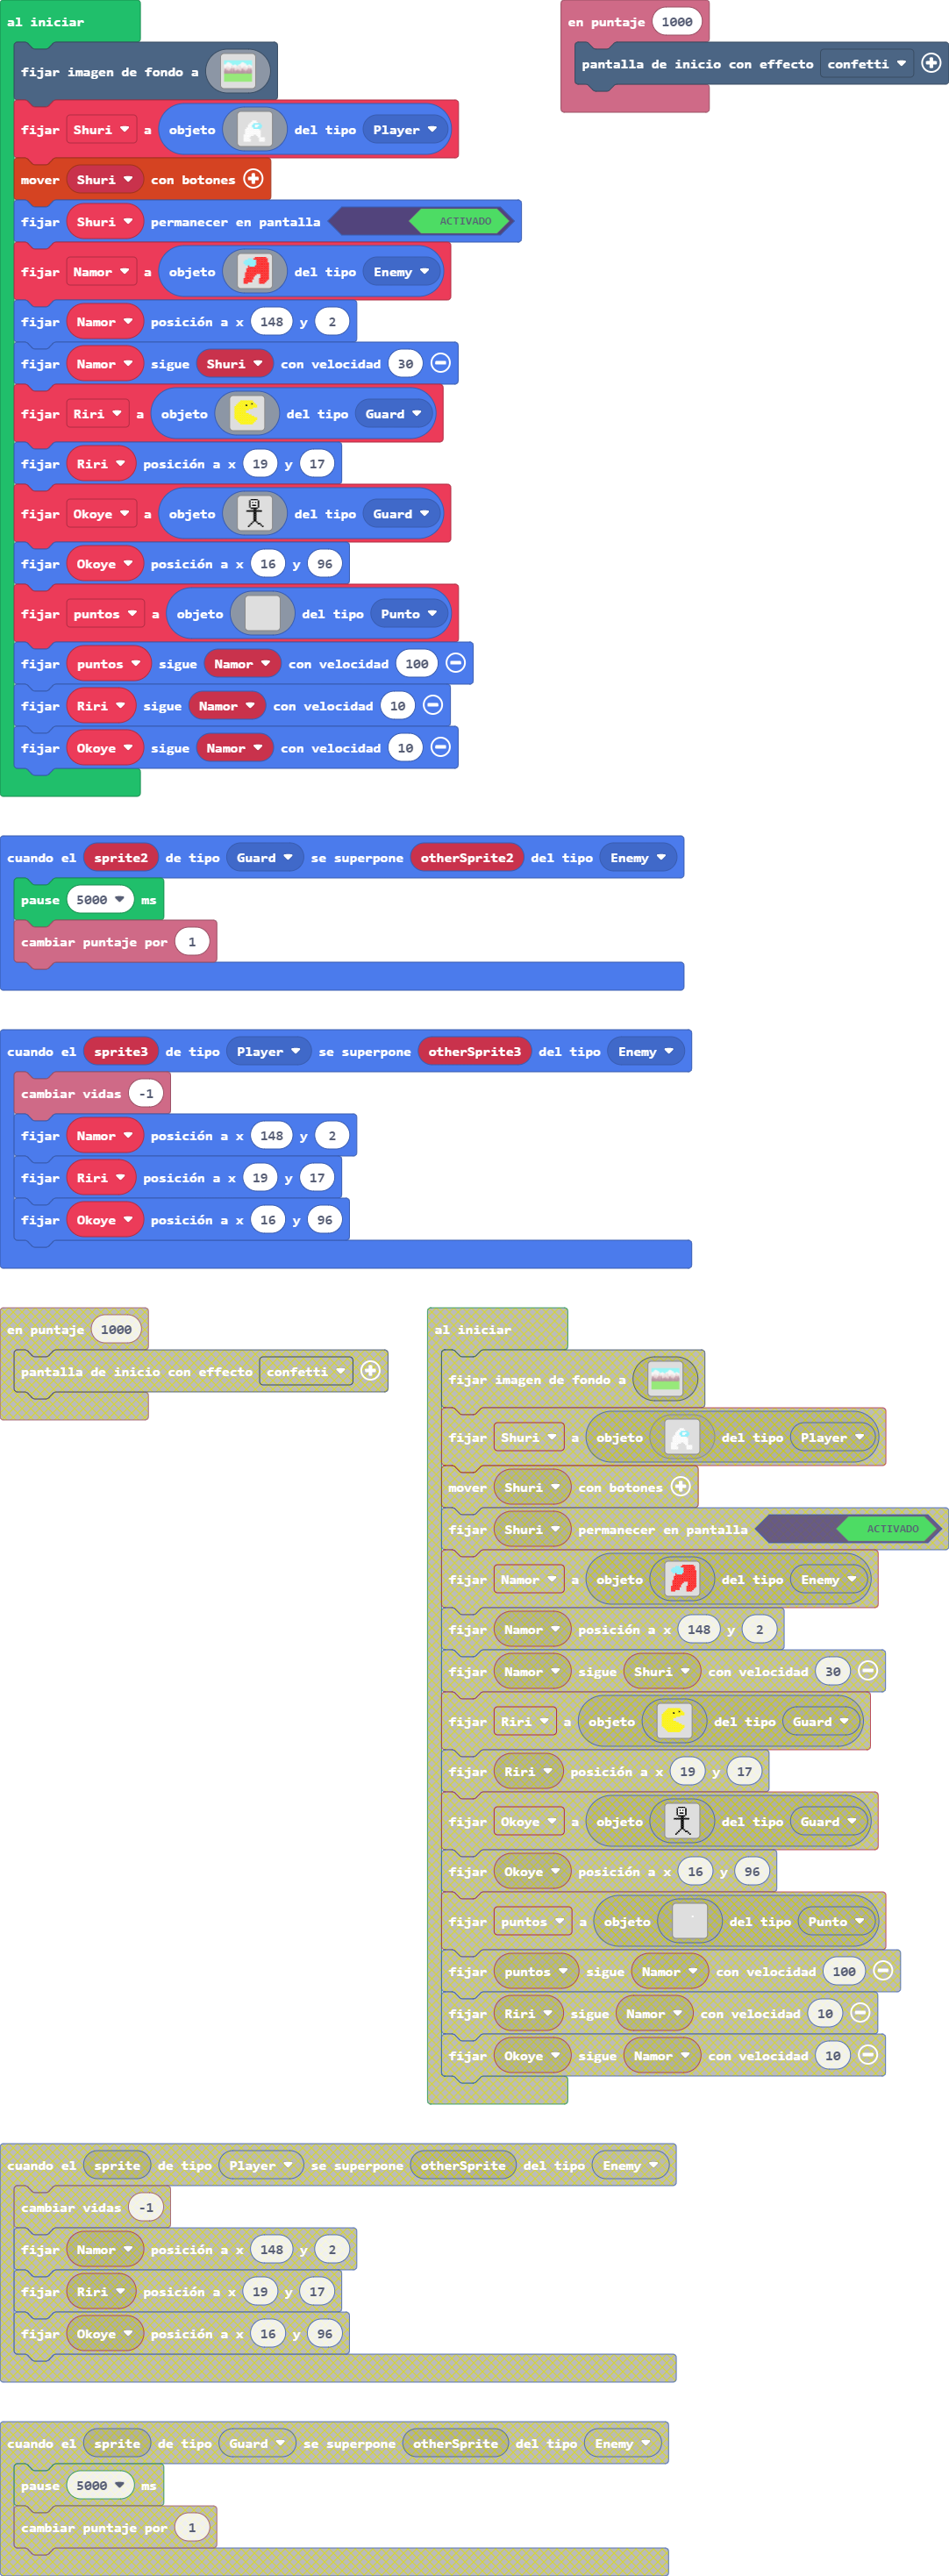 al iniciar
fijar imagen de fondo a
fijar Shuri a objeto del tipo Player
mover Shuri con botones
fijar Shuri permanecer en pantalla ACTIVADO
fijar Namor a objeto del tipo Enemy
fijar Namor posición a x 148 y 2
fijar Namor sigue Shuri con velocidad 30
fijar Riri a objeto del tipo Guard
fijar Riri posición a x 19 y 17
fijar Okoye a objeto del tipo Guard
fijar Okoye posición a x 16 y 96
fijar puntos a objeto del tipo Punto
fijar puntos sigue Namor con velocidad 100
fijar Riri sigue Namor con velocidad 10
fijar Okoye sigue Namor con velocidad 10
en puntaje 1000
pantalla de inicio con effecto confetti
cuando el sprite2 de tipo Guard se superpone otherSprite2 del tipo Enemy
pause 5000 ms
cambiar puntaje por 1
cuando el sprite3 de tipo Player se superpone otherSprite3 del tipo Enemy
cambiar vidas -1
fijar Namor posición a x 148 y 2
fijar Riri posición a x 19 y 17
fijar Okoye posición a x 16 y 96
en puntaje 1000
pantalla de inicio con effecto confetti
al iniciar
fijar imagen de fondo a
fijar Shuri a objeto del tipo Player
mover Shuri con botones
fijar Shuri permanecer en pantalla ACTIVADO
fijar Namor a objeto del tipo Enemy
fijar Namor posición a x 148 y 2
fijar Namor sigue Shuri con velocidad 30
fijar Riri a objeto del tipo Guard
fijar Riri posición a x 19 y 17
fijar Okoye a objeto del tipo Guard
fijar Okoye posición a x 16 y 96
fijar puntos a objeto del tipo Punto
fijar puntos sigue Namor con velocidad 100
fijar Riri sigue Namor con velocidad 10
fijar Okoye sigue Namor con velocidad 10
cuando el sprite de tipo Player se superpone otherSprite del tipo Enemy
cambiar vidas -1
fijar Namor posición a x 148 y 2
fijar Riri posición a x 19 y 17
fijar Okoye posición a x 16 y 96
cuando el sprite de tipo Guard se superpone otherSprite del tipo Enemy
pause 5000 ms
cambiar puntaje por 1